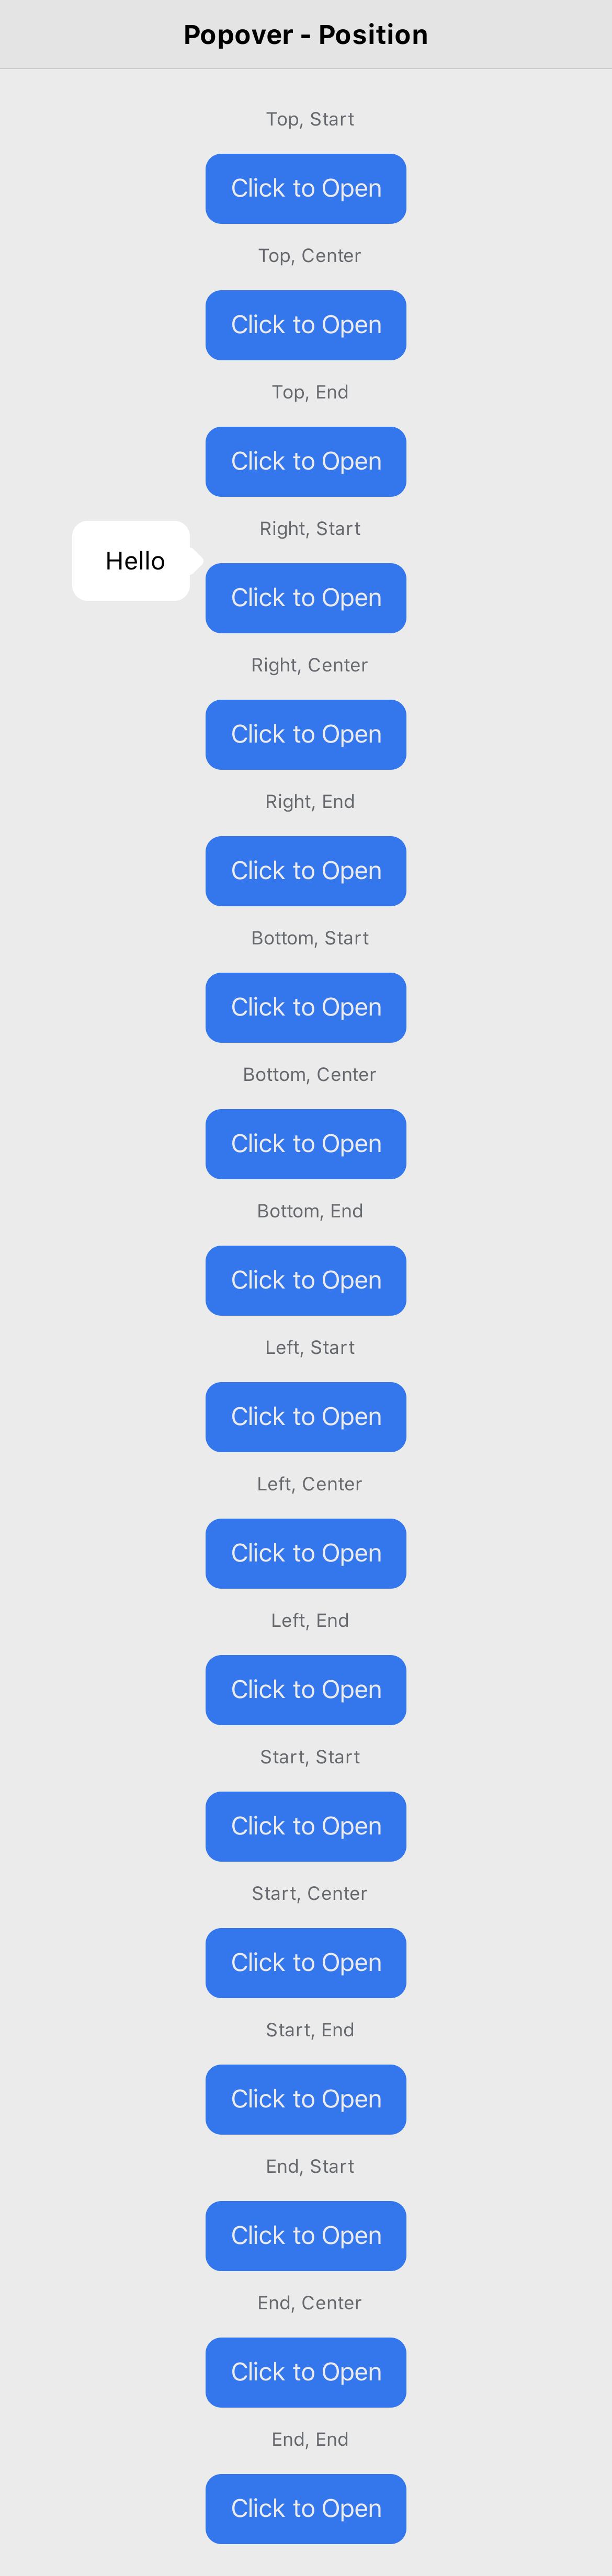 Popover - Position
Top, Start
Click to Open
Top, Center
Click to Open
Top, End
Click to Open
Right, Start
Hello
Click to Open
Right, Center
Click to Open
Right, End
Click to Open
Bottom, Start
Click to Open
Bottom, Center
Click to Open
Bottom, End
Click to Open
Left, Start
Click to Open
Left, Center
Click to Open
Left, End
Click to Open
Start, Start
Click to Open
Start, Center
Click to Open
Start, End
Click to Open
End, Start
Click to Open
End, Center
Click to Open
End, End
Click to Open